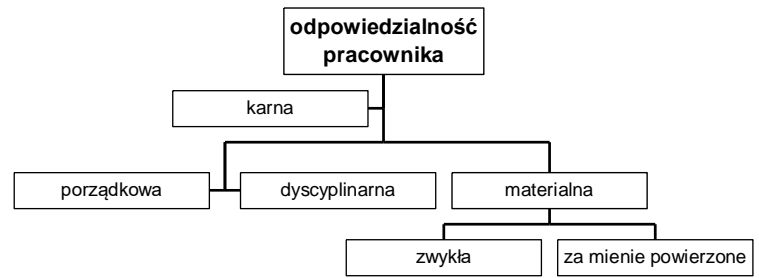 odpowiedzialność
pracownika
karna
porządkowa
dyscyplinarna
materialna
zwykła
za mienie powierzone